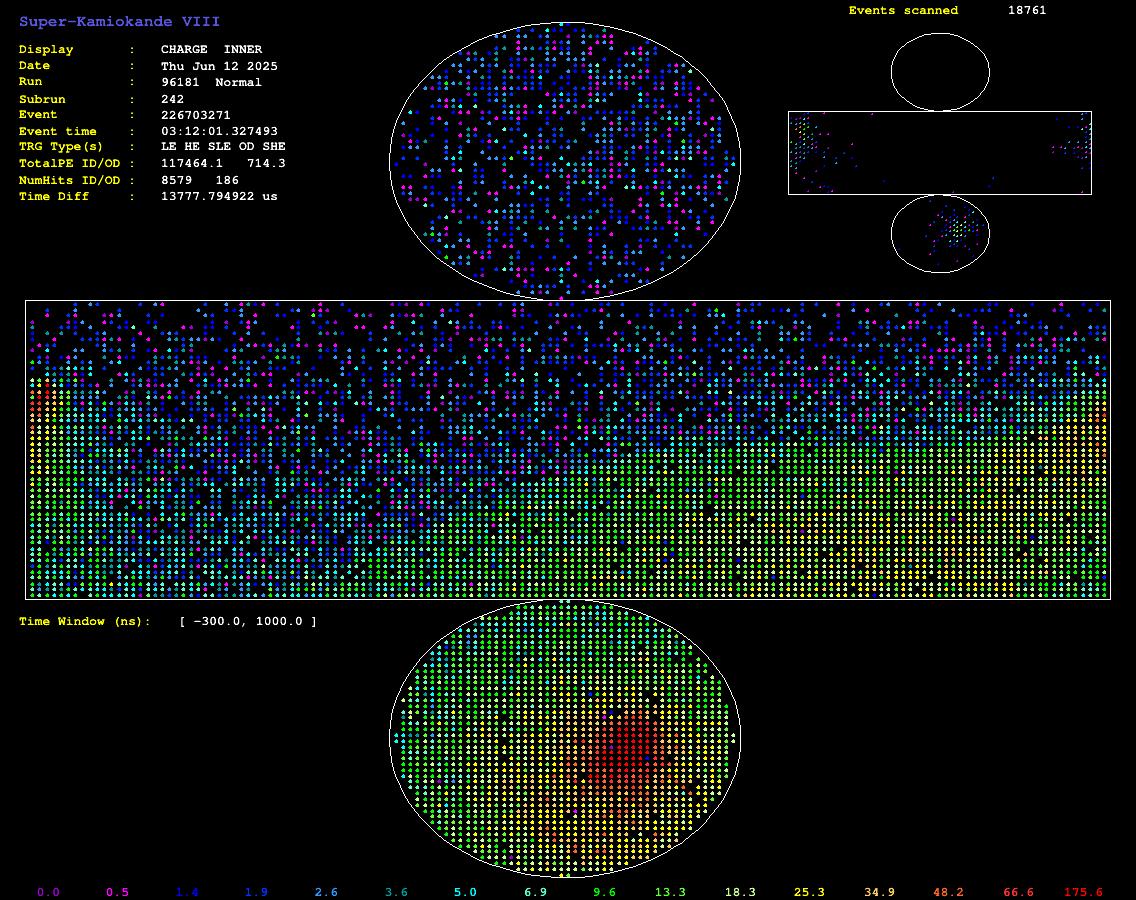 Super-Kamiokande VIII
Events scanned 18761
Display : CHARGE INNER
Date : Thu Jun 12 2025
Run : 96181 Normal
Subrun : 242
Event : 226703271
Event time : 03:12:01.327493
TRG Type(s) : LE HE SLE OD SHE
TotalPE ID/OD : 117464.1 714.3
NumHits ID/OD : 8579 186
Time Diff : 13777.794922 us
Time Window (ns): [ -300.0, 1000.0 ]
0.0 0.5 1.4 1.9 2.6 3.6 5.0 6.9 9.6 13.3 18.3 25.3 34.9 48.2 66.6 175.6